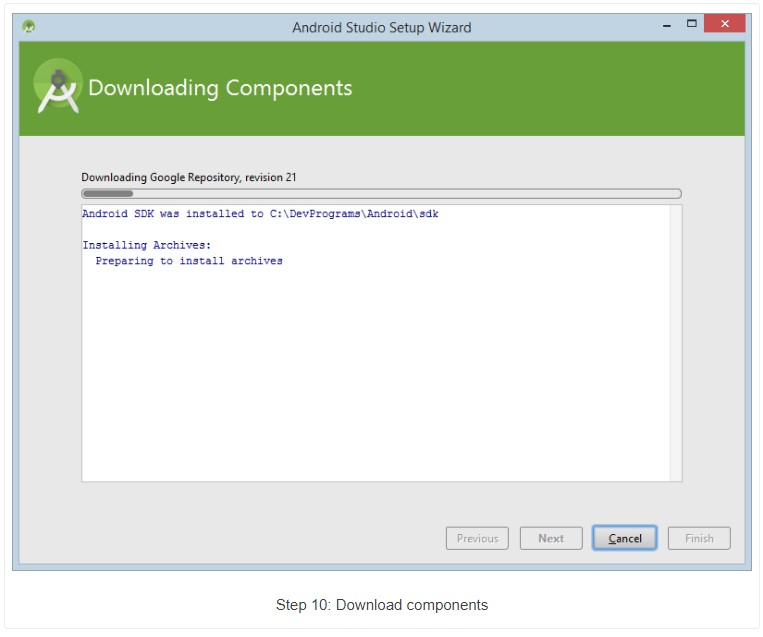 Android Studio Setup Wizard
Downloading Components
Downloading Google Repository, revision 21
Android SDK was installed to C:\DevPrograms\Android\sdk
Installing Archives:
Preparing to install archives
Previous Next Cancel Finish
Step 10: Download components